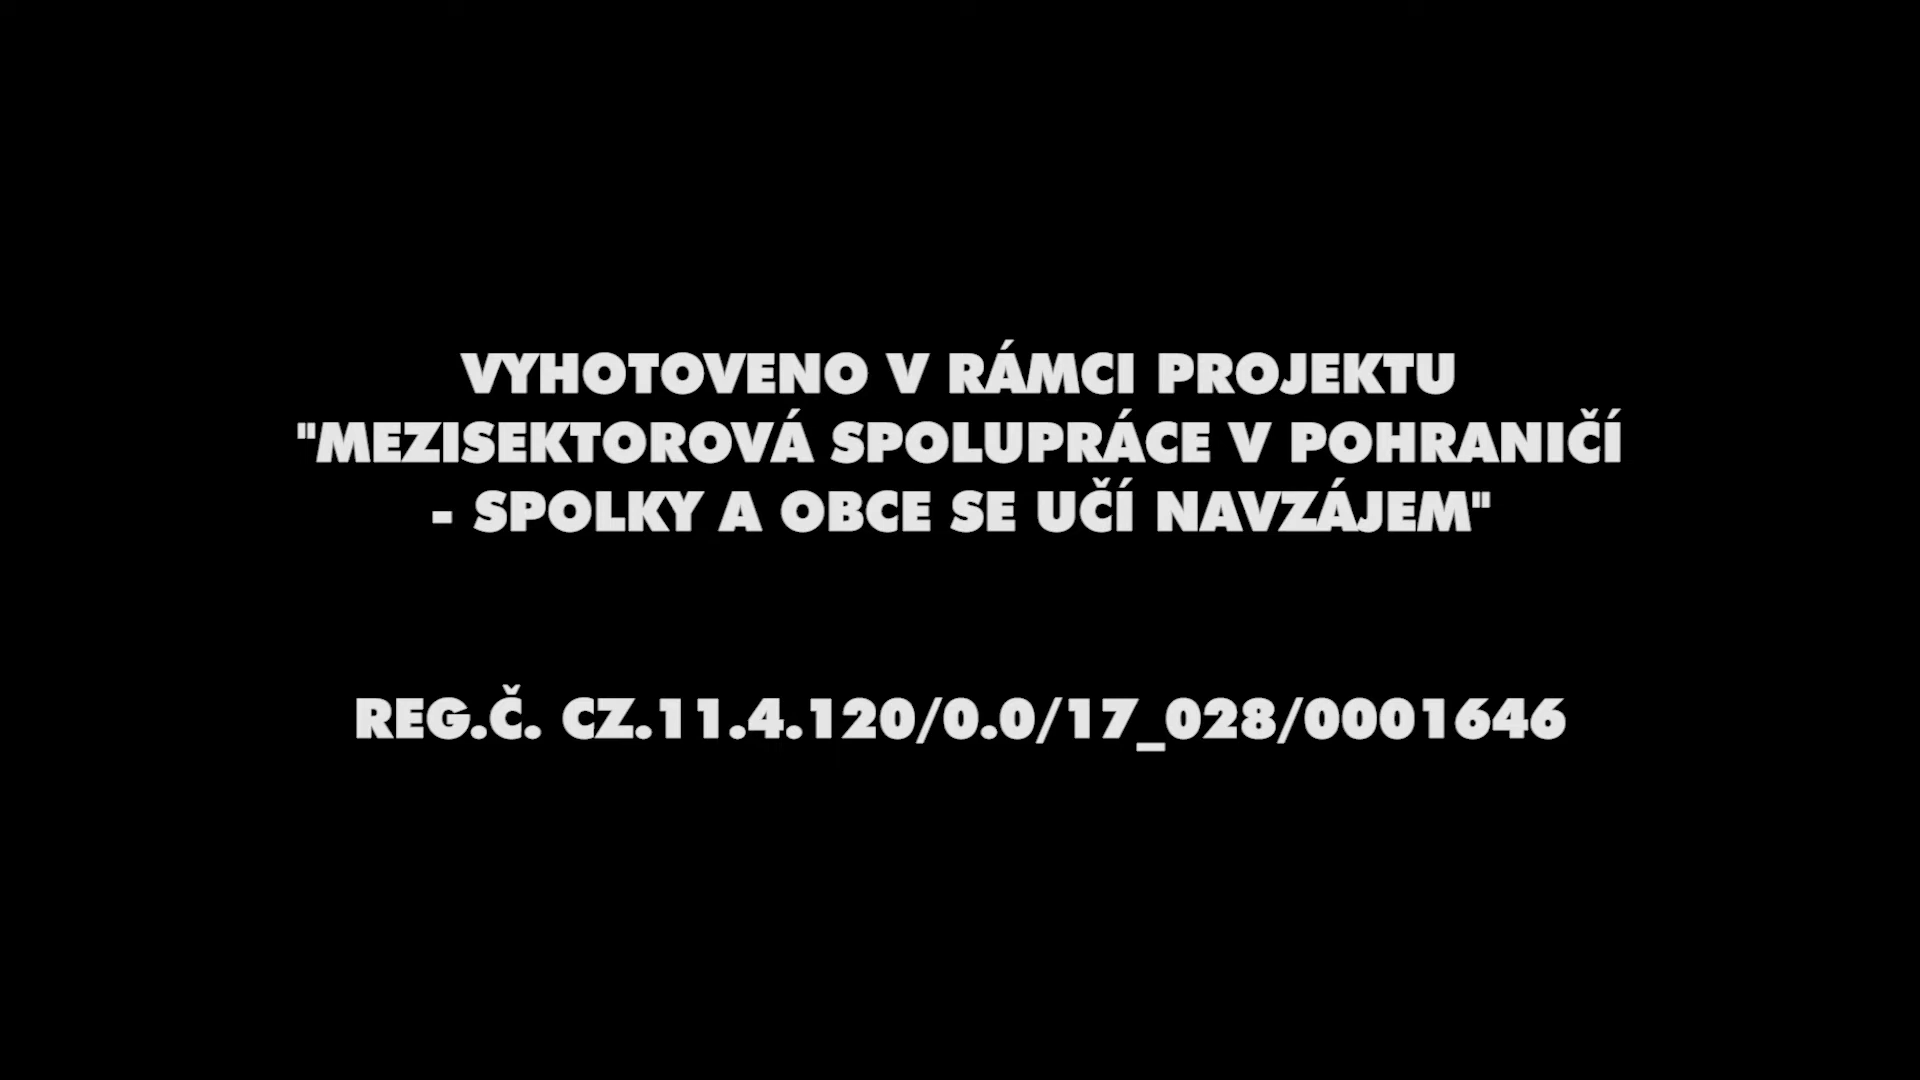 VYHOTOVENO V RÁMCI PROJEKTU
"MEZISEKTOROVÁ SPOLUPRÁCE V POHRANIČÍ
- SPOLKY A OBCE SE UČÍ NAVZÁJEM"
REG.Č. CZ.11.4.120/0.0/17_028/0001646